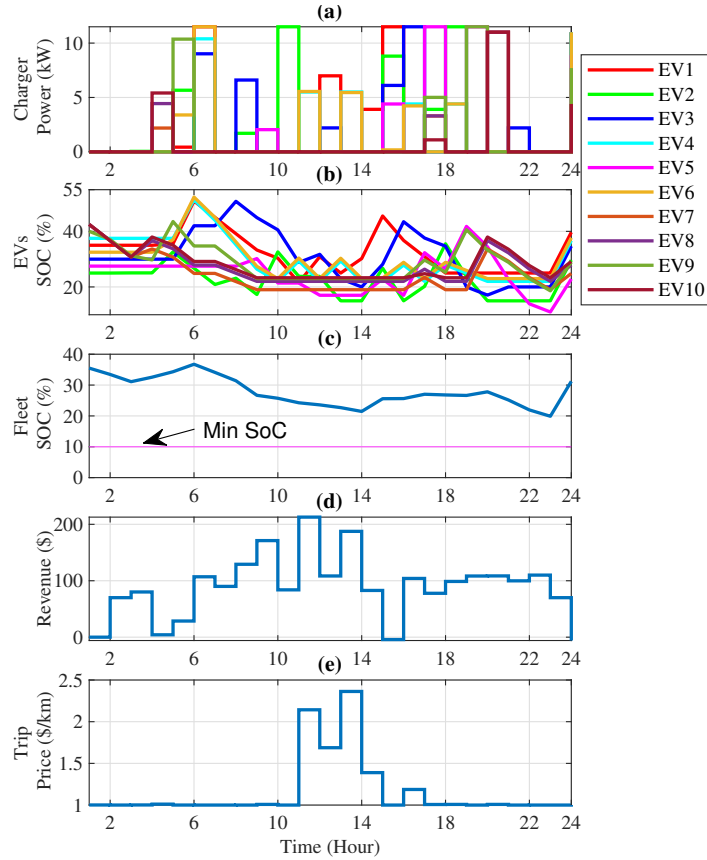 (a)
10
5
0
Charger
Power (kW)
2 6 10 14 18 22 24
(b)
55
40
20
EVs
SOC (%)
2 6 10 14 18 22 24
(c)
40
30
20
10
0
Fleet
SOC (%)
Min SoC
2 6 10 14 18 22 24
(d)
200
100
0
Revenue ($)
2 6 10 14 18 22 24
(e)
2.5
2
1.5
1
Trip
Price ($/km)
2 6 10 14 18 22 24
Time (Hour)
EV1
EV2
EV3
EV4
EV5
EV6
EV7
EV8
EV9
EV10